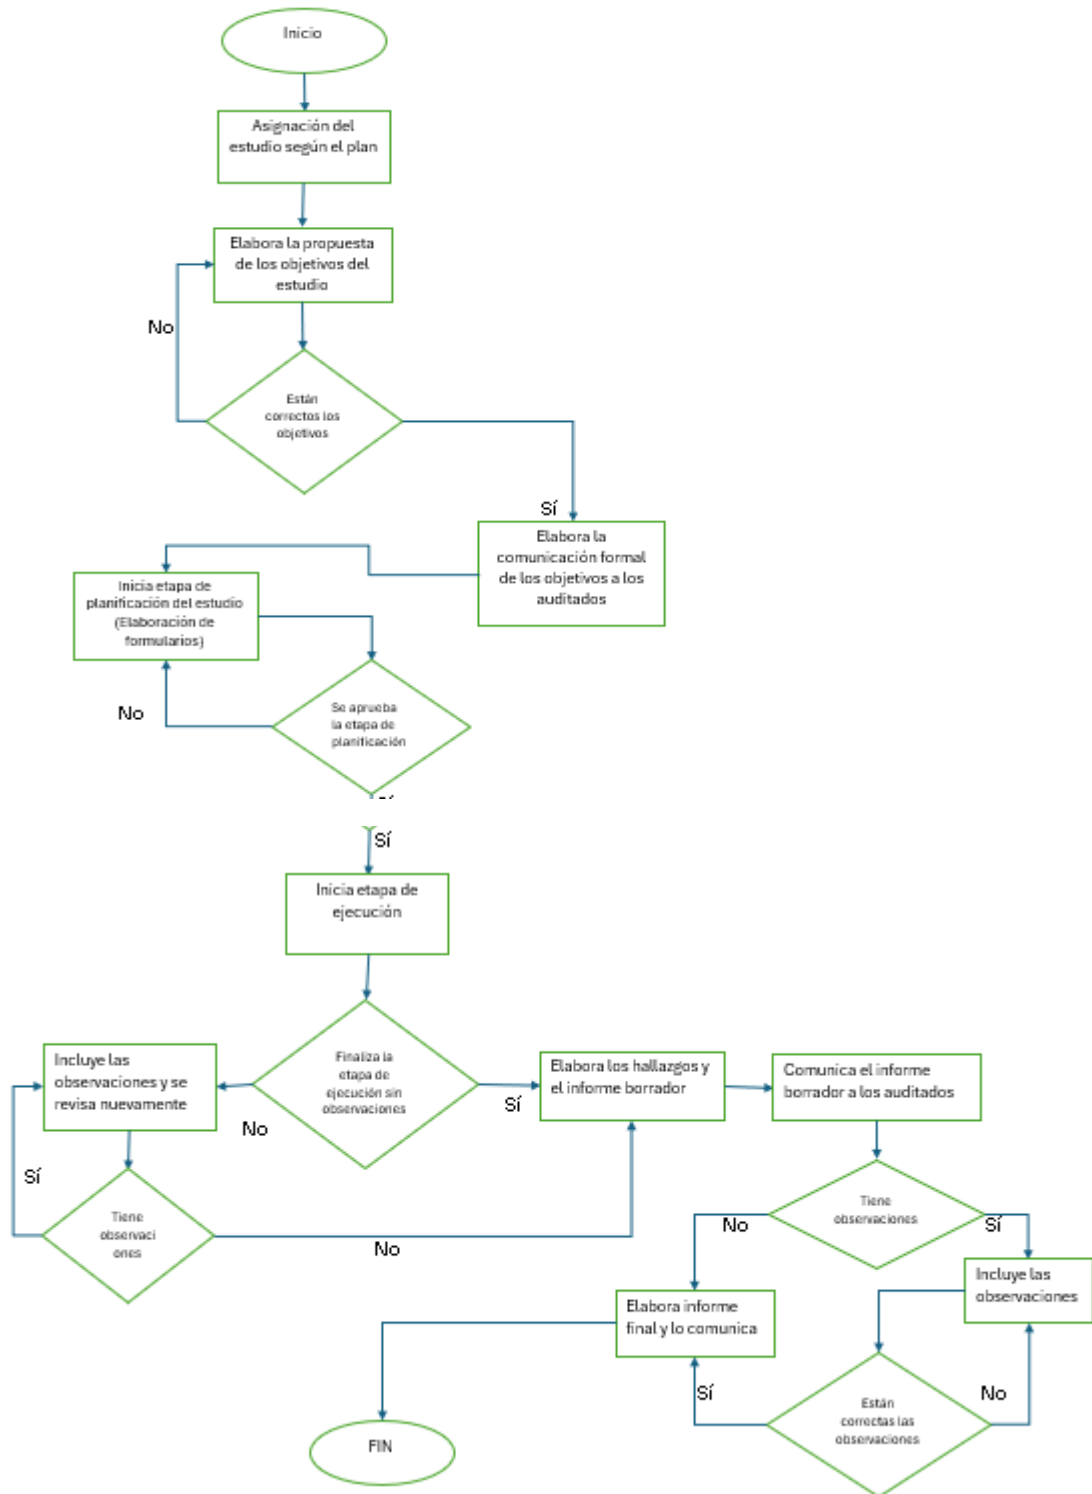 Inicio
Asignación del
estudio según el plan
Elabora la propuesta
de los objetivos del
estudio
No
Están
correctos los
objetivos
Sí
Elabora la
comunicación formal
de los objetivos a los
auditados
Inicia etapa de
planificación del estudio
(Elaboración de
formularios)
No
Se aprueba
la etapa de
planificación
Sí
Inicia etapa de
ejecución
Finaliza la
etapa de
ejecución sin
observaciones
Incluye las
observaciones y se
revisa nuevamente
No
Sí
Elabora los hallazgos y
el informe borrador
Comunica el informe
borrador a los auditados
Sí
Tiene
observaci
ones
No
Tiene
observaciones
No
Sí
Incluye las
observaciones
Elabora informe
final y lo comunica
Sí
No
Están
correctas las
observaciones
FIN